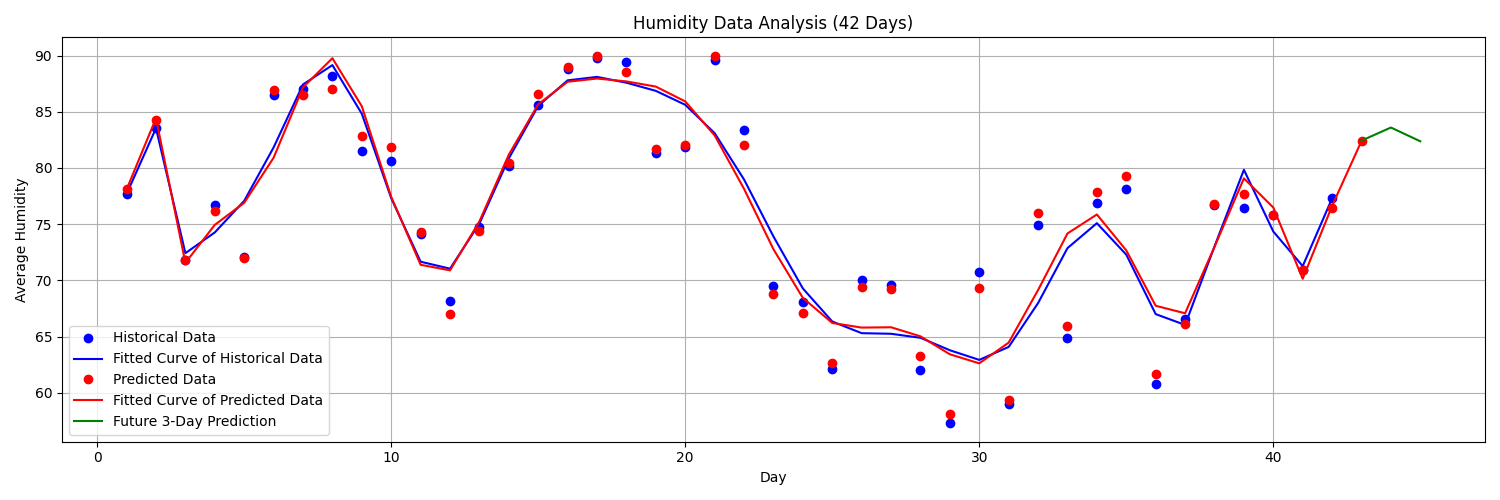 Humidity Data Analysis (42 Days)
90
85
80
75
70
65
60
Average Humidity
Historical Data
Fitted Curve of Historical Data
Predicted Data
Fitted Curve of Predicted Data
Future 3-Day Prediction
0 10 20 30 40
Day